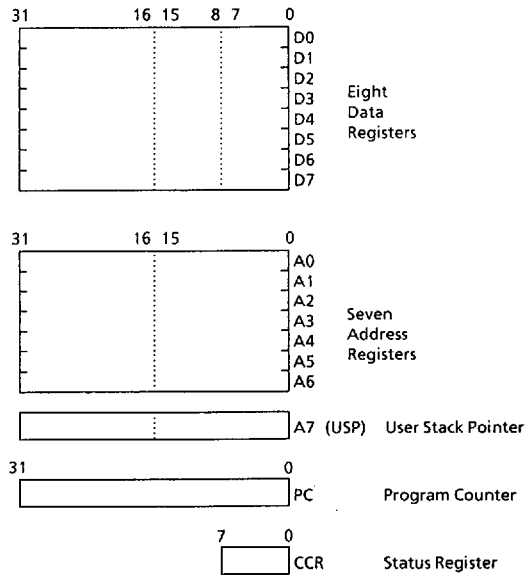 31 16 15 8 7 0
D0
D1
D2
D3
D4
D5
D6
D7
Eight
Data
Registers
31 16 15 0
A0
A1
A2
A3
A4
A5
A6
Seven
Address
Registers
A7 (USP) User Stack Pointer
31 0
PC Program Counter
7 0
CCR Status Register